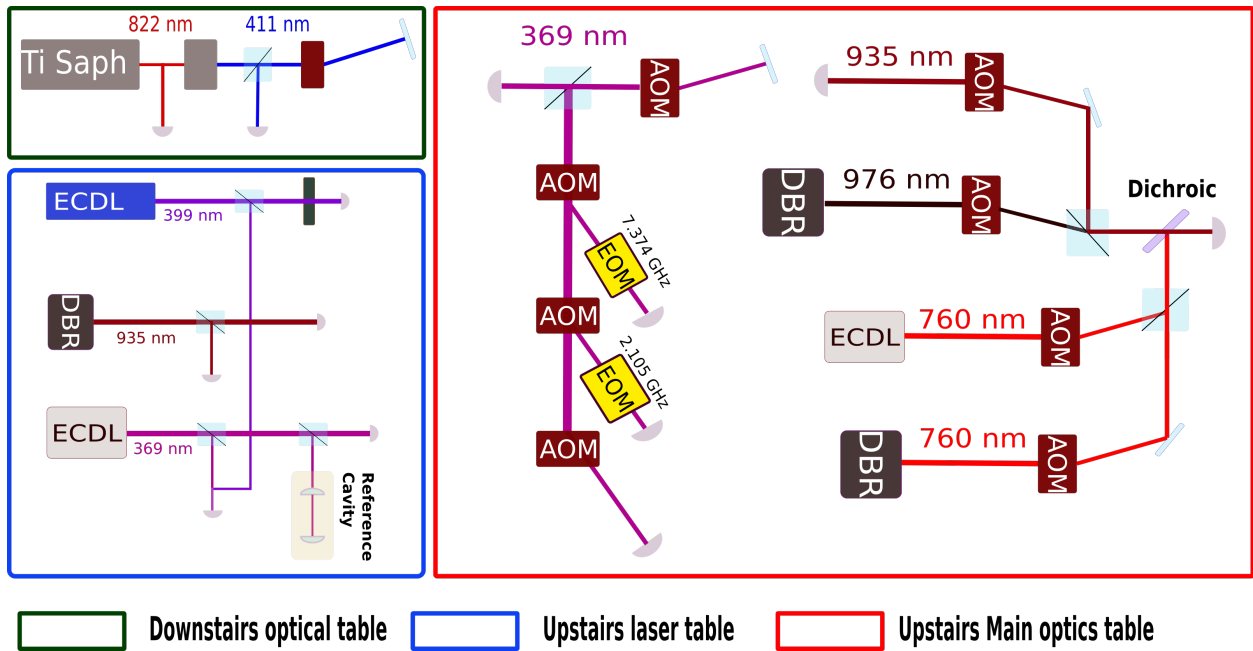 822 nm
411 nm
Ti Saph
ECDL
399 nm
DBR
935 nm
ECDL
369 nm
Reference
Cavity
369 nm
AOM
AOM
7.374 GHz
EOM
AOM
2.105 GHz
EOM
AOM
935 nm
AOM
DBR
976 nm
AOM
Dichroic
ECDL
760 nm
AOM
DBR
760 nm
AOM
Downstairs optical table
Upstairs laser table
Upstairs Main optics table